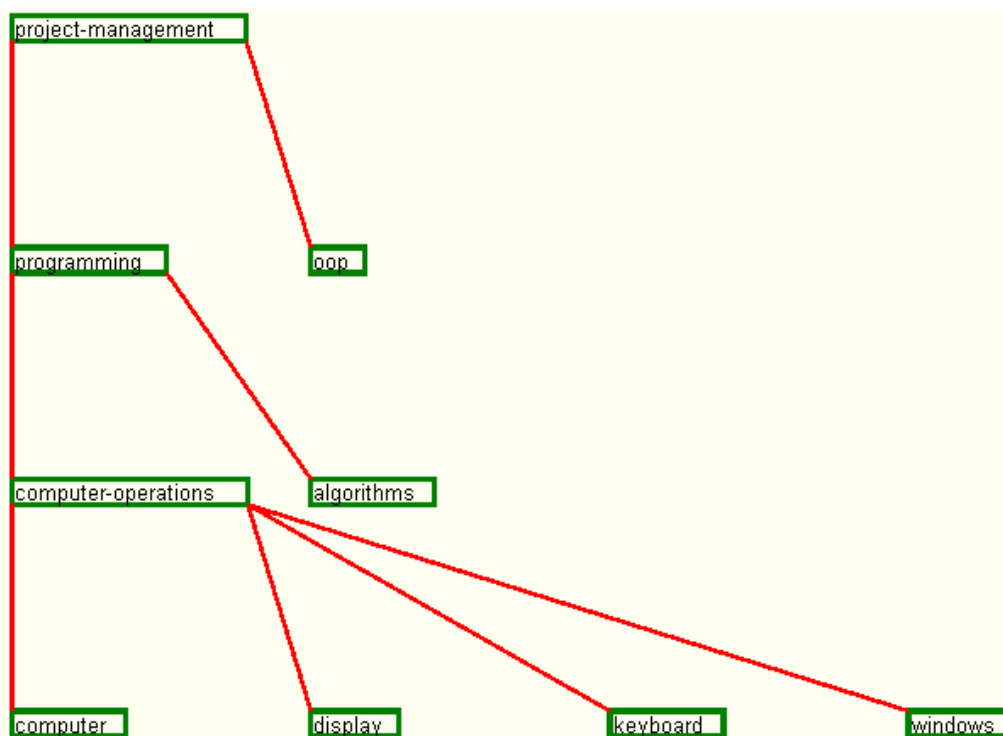 project-management
programming
oop
computer-operations
algorithms
computer
display
keyboard
windows